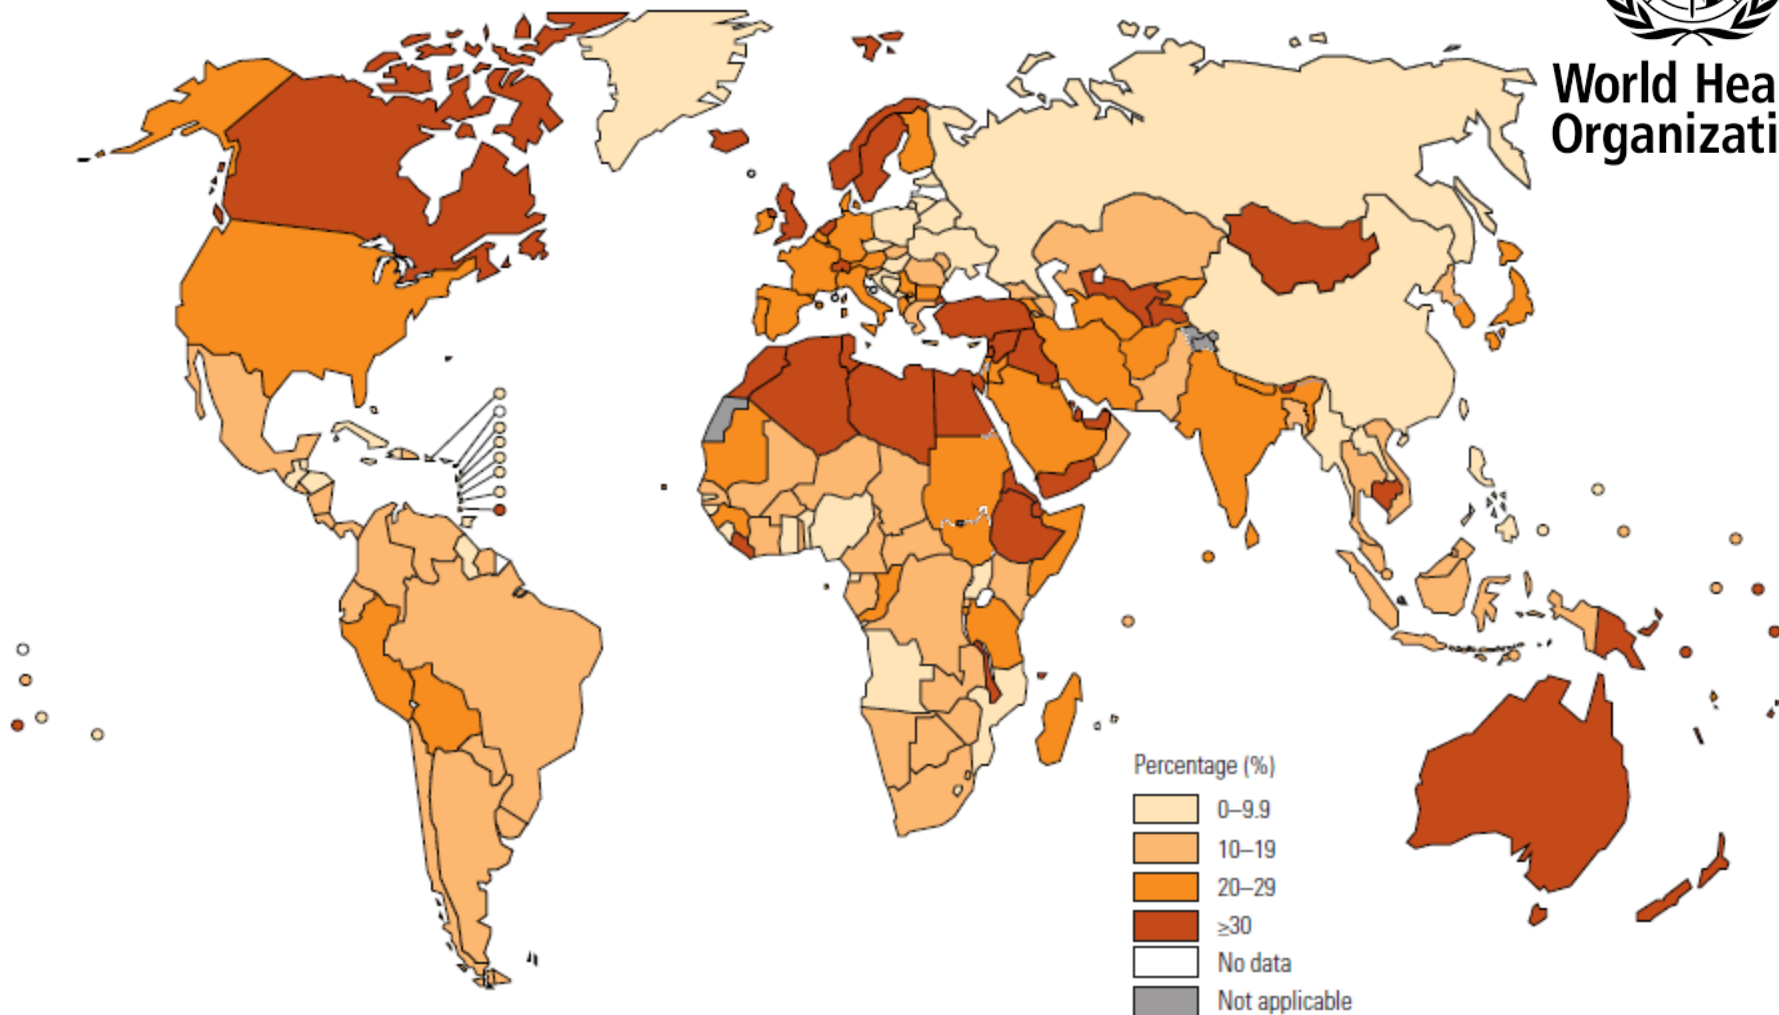 World Hea
Organizati
Percentage (%)
0–9.9
10–19
20–29
≥30
No data
Not applicable